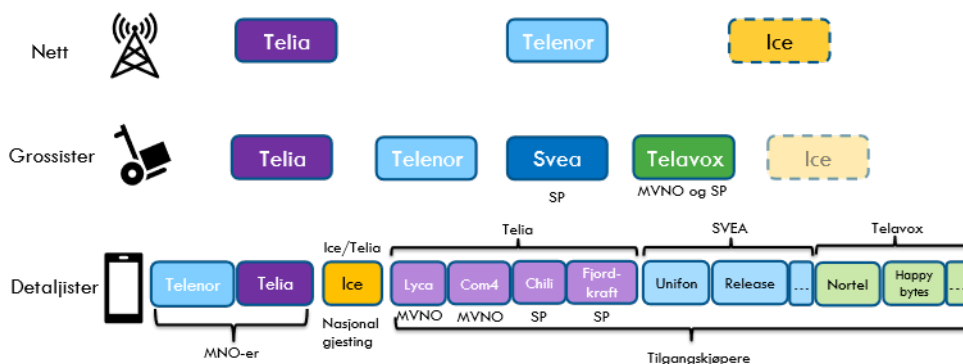 Nett
Telia
Telenor
Ice
Grossister
Telia
Telenor
Svea
Telavox
Ice
SP
MVNO og SP
Ice/Telia
Telia
SVEA
Telavox
Detaljister
Telenor
Telia
Ice
Lyca
Com4
Chili
Fjord-
kraft
Unifon
Release
...
Nortel
Happy
bytes
...
MVNO
MVNO
SP
SP
Nasjonal
gjesting
MNO-er
Tilgangskjøpere